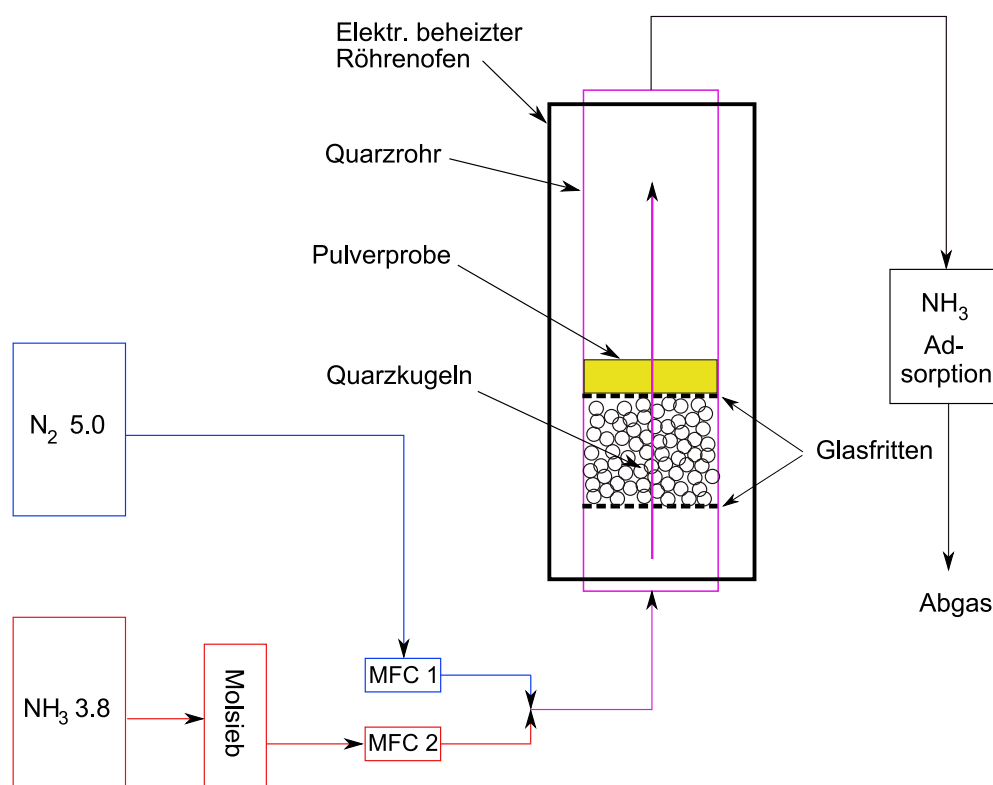 Elektr. beheizter
Röhrenofen
Quarzrohr
Pulverprobe
Quarzkugeln
NH3
Ad-
sorption
Glasfritten
Abgas
N2 5.0
NH3 3.8
Molsieb
MFC 1
MFC 2